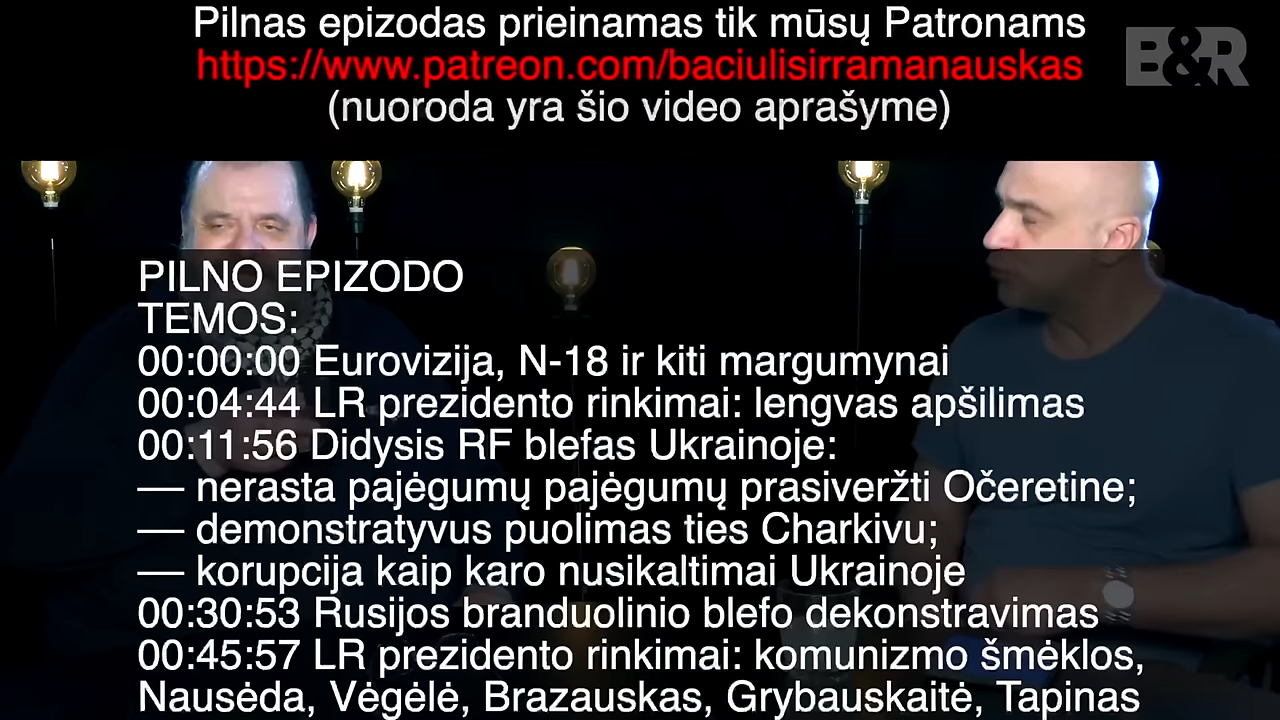 Pilnas epizodas prieinamas tik mūsų Patronams
https://www.patreon.com/baciulisirramanauskas
(nuoroda yra šio video aprašyme)
B&R
PILNO EPIZODO
TEMOS:
00:00:00 Eurovizija, N-18 ir kiti margumynai
00:04:44 LR prezidento rinkimai: lengvas apšilimas
00:11:56 Didysis RF blefas Ukrainoje:
— nerasta pajėgumų pajėgumų prasiveržti Očeretine;
— demonstratyvus puolimas ties Charkivu;
— korupcija kaip karo nusikaltimai Ukrainoje
00:30:53 Rusijos branduolinio blefo dekonstravimas
00:45:57 LR prezidento rinkimai: komunizmo šmėklos,
Nausėda, Vėgėlė, Brazauskas, Grybauskaitė, Tapinas